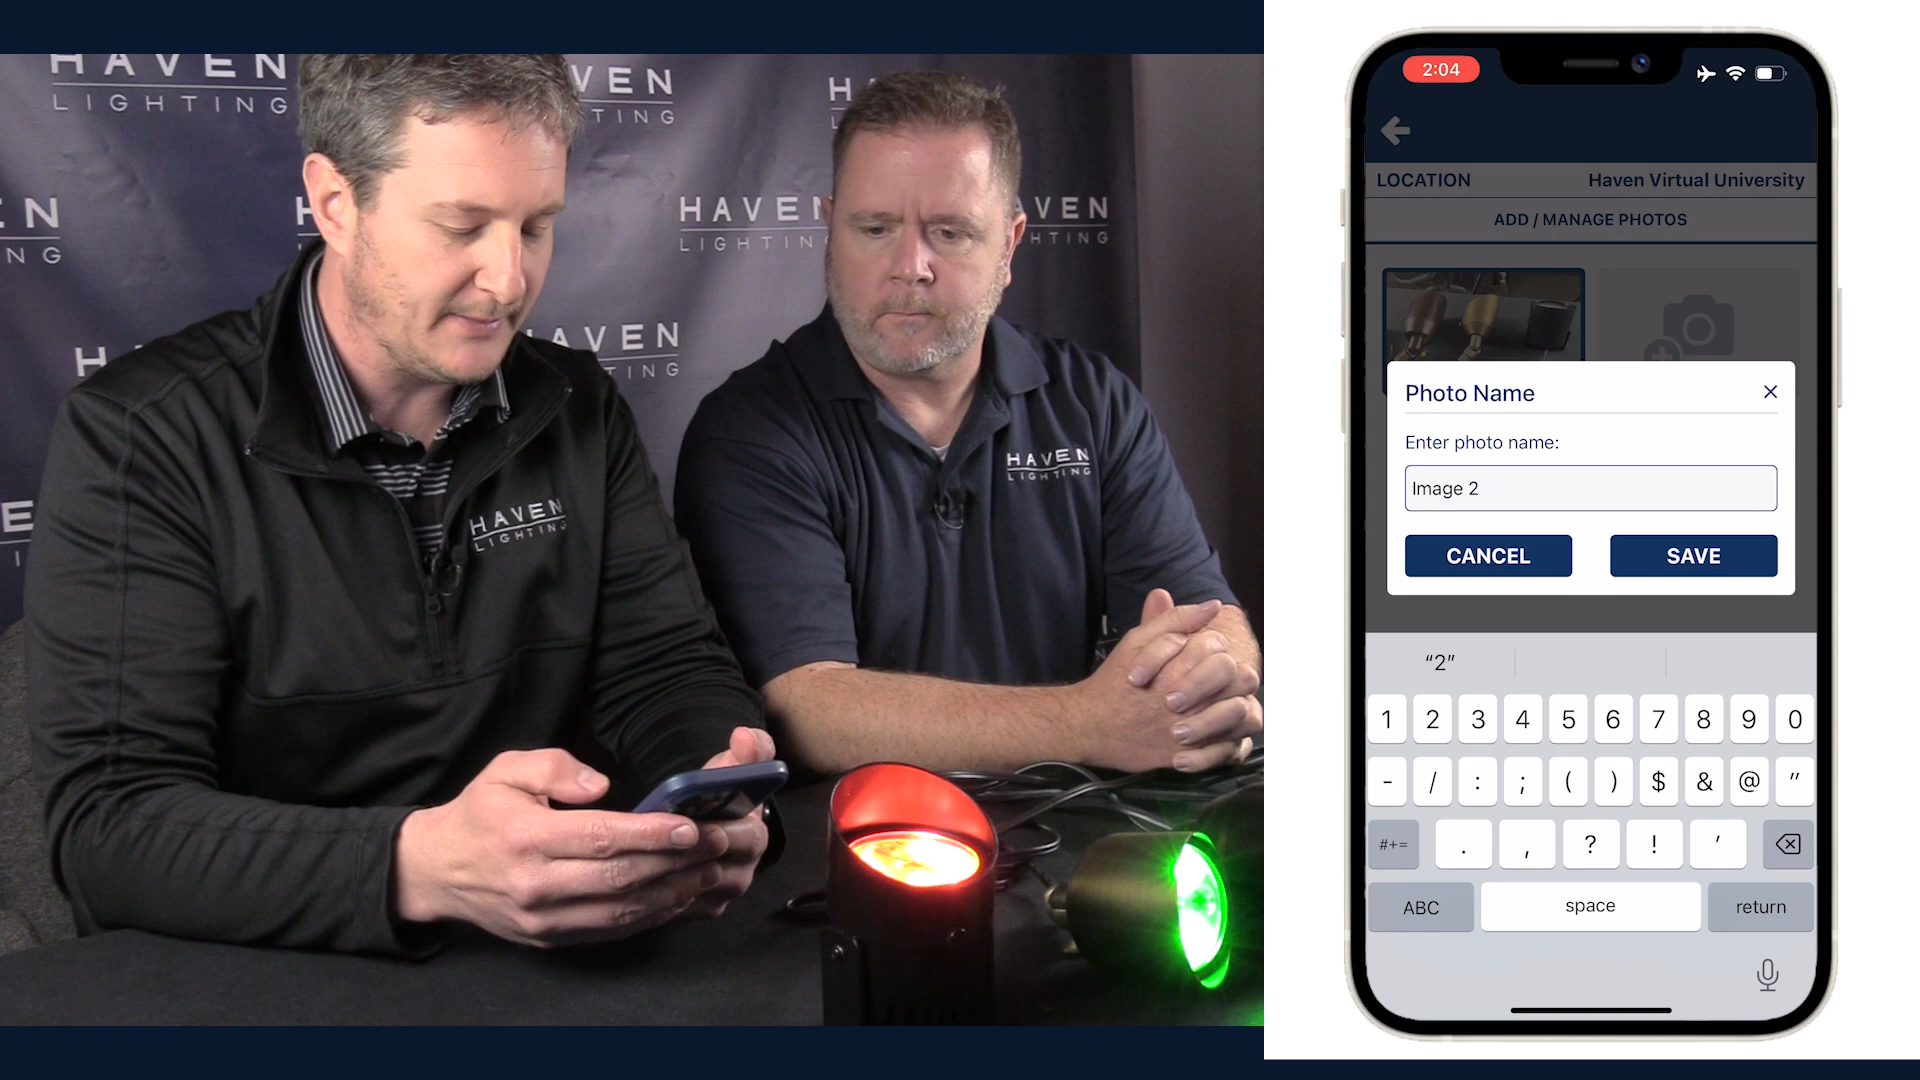 HAVEN
LIGHTING
VEN
TING
HAVEN
LIGHTING
VEN
HTING
EN
NG
HAVEN
TING
HAVEN
LIGHTING
HAVEN
LIGHTING
2:04
LOCATION Haven Virtual University
ADD / MANAGE PHOTOS
Photo Name
Enter photo name:
Image 2
CANCEL SAVE
“2”
1 2 3 4 5 6 7 8 9 0
- / : ; ( ) $ & @ "
#+= . , ? ! '
ABC space return